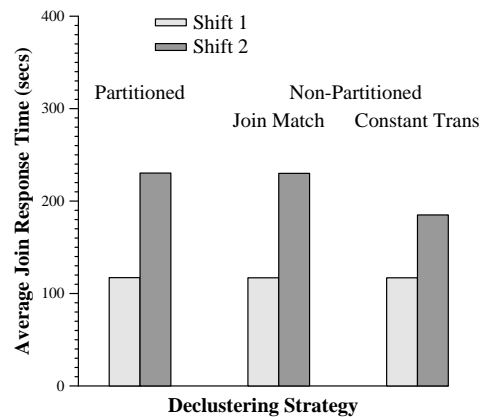 400
Shift 1
Shift 2
Partitioned
Non-Partitioned
300
Join Match
Constant Trans
200
100
0
Average Join Response Time (secs)
Declustering Strategy